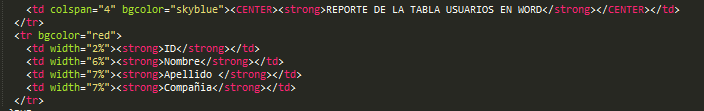 <td colspan="4" bgcolor="skyblue"><CENTER><strong>REPORTE DE LA TABLA USUARIOS EN WORD</strong></CENTER></td>
</tr>
<tr bgcolor="red">
<td width="2%"><strong>ID</strong></td>
<td width="6%"><strong>Nombre</strong></td>
<td width="7%"><strong>Apellido </strong></td>
<td width="7%"><strong>Compañia</strong></td>
</tr>